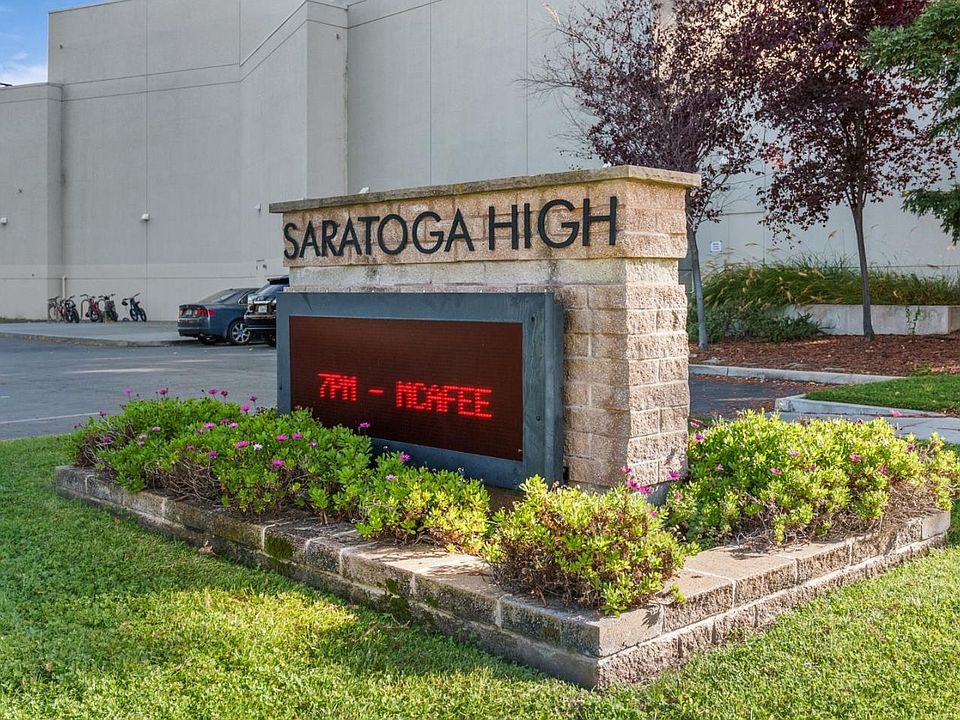 SARATOGA HIGH
7PM - MCAFEE